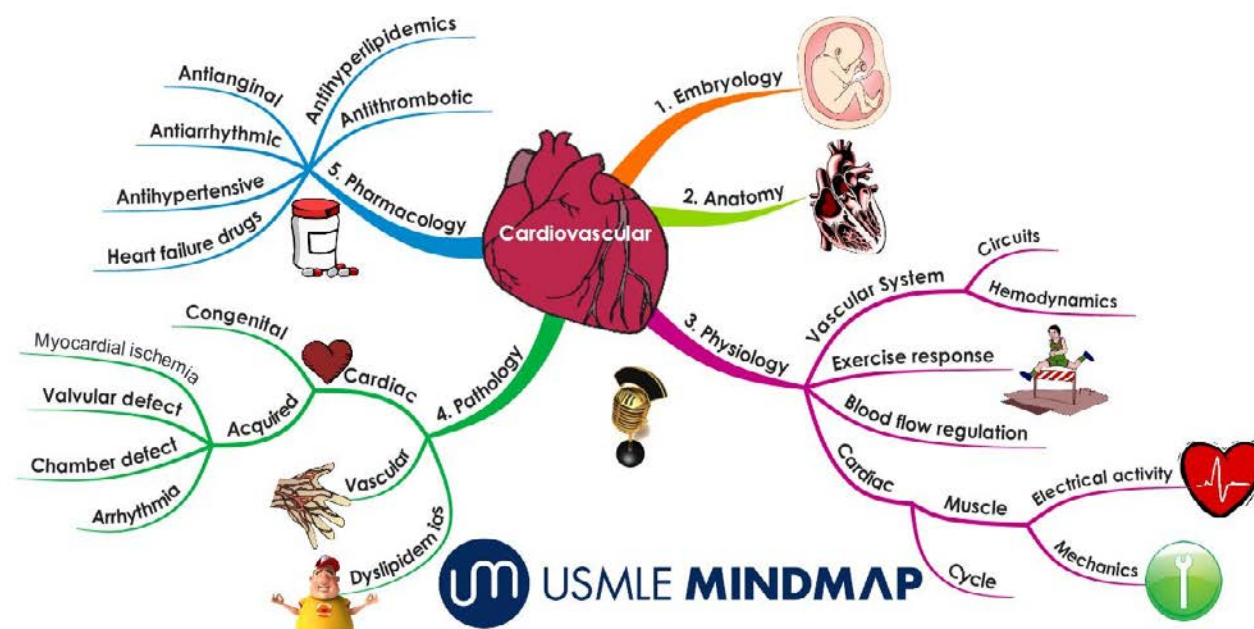 Cardiovascular
1. Embryology
2. Anatomy
3. Physiology
Vascular System
Circuits
Hemodynamics
Exercise response
Blood flow regulation
Cardiac
Muscle
Electrical activity
Mechanics
Cycle
4. Pathology
Cardiac
Congenital
Acquired
Myocardial ischemia
Valvular defect
Chamber defect
Arrhythmia
Vascular
Dyslipidemias
5. Pharmacology
Antihyperlipidemics
Antithrombotic
Antianginal
Antiarrhythmic
Antihypertensive
Heart failure drugs
um USMLE MINDMAP